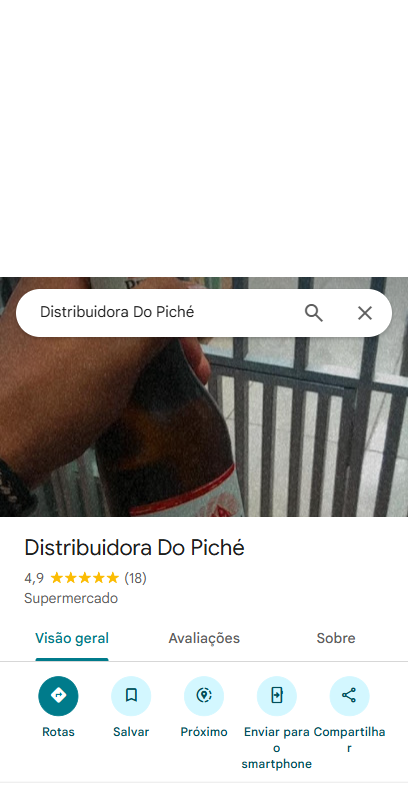 Distribuidora Do Piché
Distribuidora Do Piché
4,9 (18)
Supermercado
Visão geral Avaliações Sobre
Rotas Salvar Próximo Enviar para o smartphone Compartilhar